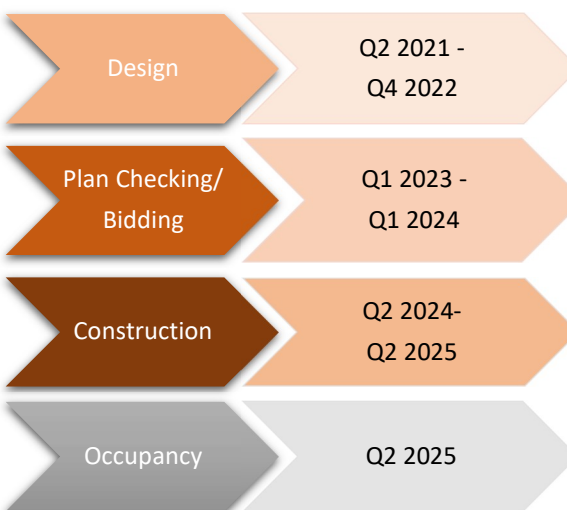 Design
Q2 2021 -
Q4 2022
Plan Checking/
Bidding
Q1 2023 -
Q1 2024
Construction
Q2 2024-
Q2 2025
Occupancy
Q2 2025